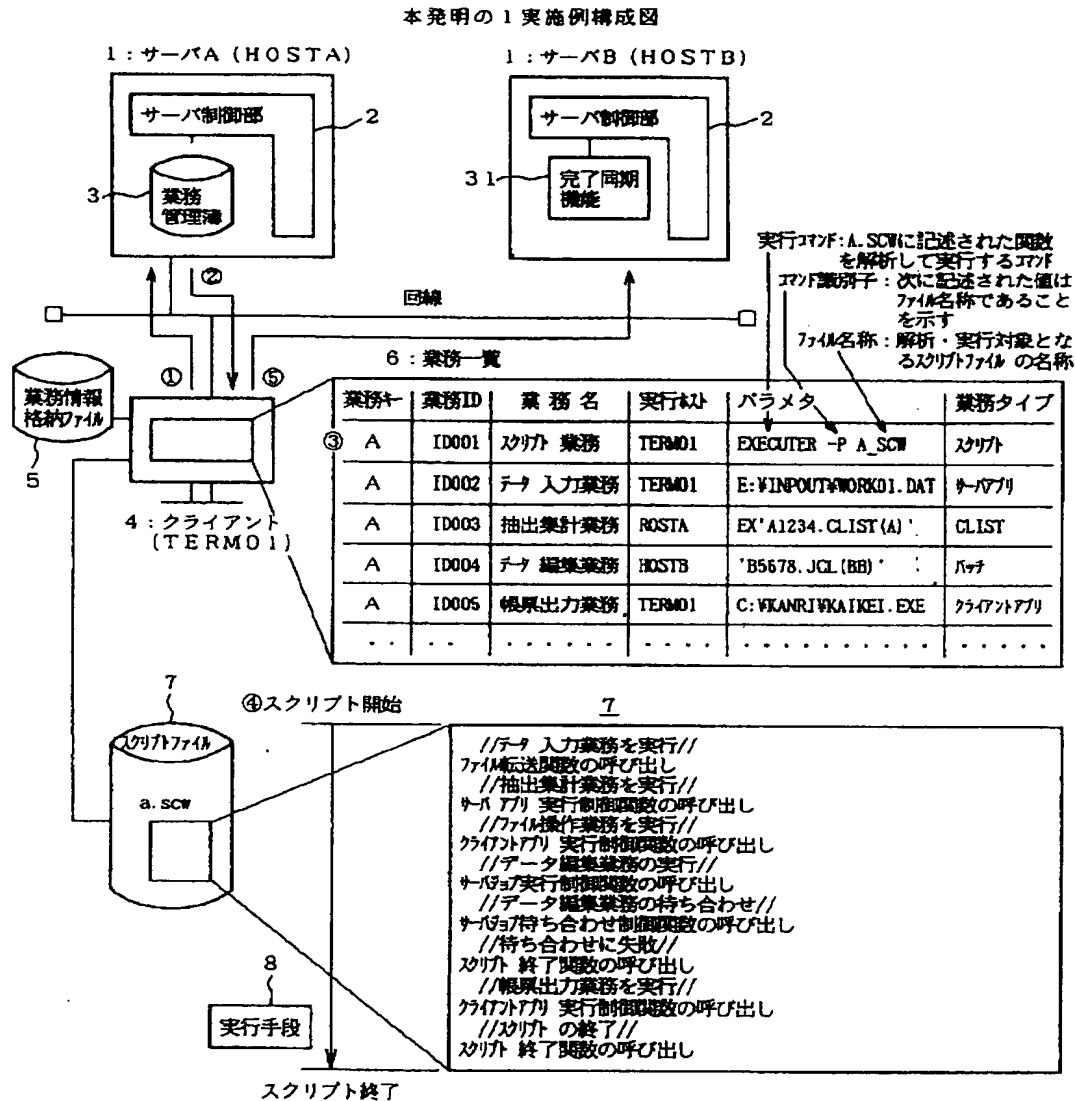 本発明の1実施例構成図
1：サーバA（HOSTA）
1：サーバB（HOSTB）
サーバ制御部
2
3
業務
管理簿
サーバ制御部
2
31
完了同期
機能
実行コマンド：A.SCWに記述された関数
を解析して実行するコマンド
コマンド識別子：次に記述された値は
ファイル名称であること
を示す
ファイル名称：解析・実行対象とな
るスクリプトファイル の名称
②
回線
①
⑤
6：業務一覧
業務情報
格納ファイル
5
4：クライアント
（TERM01）
業務キー 業務ID 業務名 実行ホスト パラメタ 業務タイプ
③ A ID001 スクリプト 業務 TERM01 EXECUTER -P A_SCW スクリプト
A ID002 データ 入力業務 TERM01 E:¥INPOUT¥WORK01.DAT サーバアプリ
A ID003 抽出集計業務 ROSTA EX'A1234.CLIST(A)' CLIST
A ID004 データ 編集業務 HOSTB 'B5678.JCL(BB)' バッチ
A ID005 帳票出力業務 TERM01 C:¥KANRI¥KAIKEI.EXE クライアントアプリ
・・ ・・・ ・・・・・ ・・・・ ・・・・・・・・・・ ・・・・・
7
④スクリプト開始
7
スクリプトファイル
a.scw
//データ 入力業務を実行//
ファイル転送関数の呼び出し
//抽出集計業務を実行//
サーバ アプリ 実行制御関数の呼び出し
//ファイル操作業務を実行//
クライアントアプリ 実行制御関数の呼び出し
//データ編集業務の実行//
サーバジョブ実行制御関数の呼び出し
//データ編集業務の待ち合わせ//
サーバジョブ待ち合わせ制御関数の呼び出し
//待ち合わせに失敗//
スクリプト 終了関数の呼び出し
//帳票出力業務を実行//
クライアントアプリ 実行制御関数の呼び出し
//スクリプト の終了//
スクリプト 終了関数の呼び出し
8
実行手段
スクリプト終了